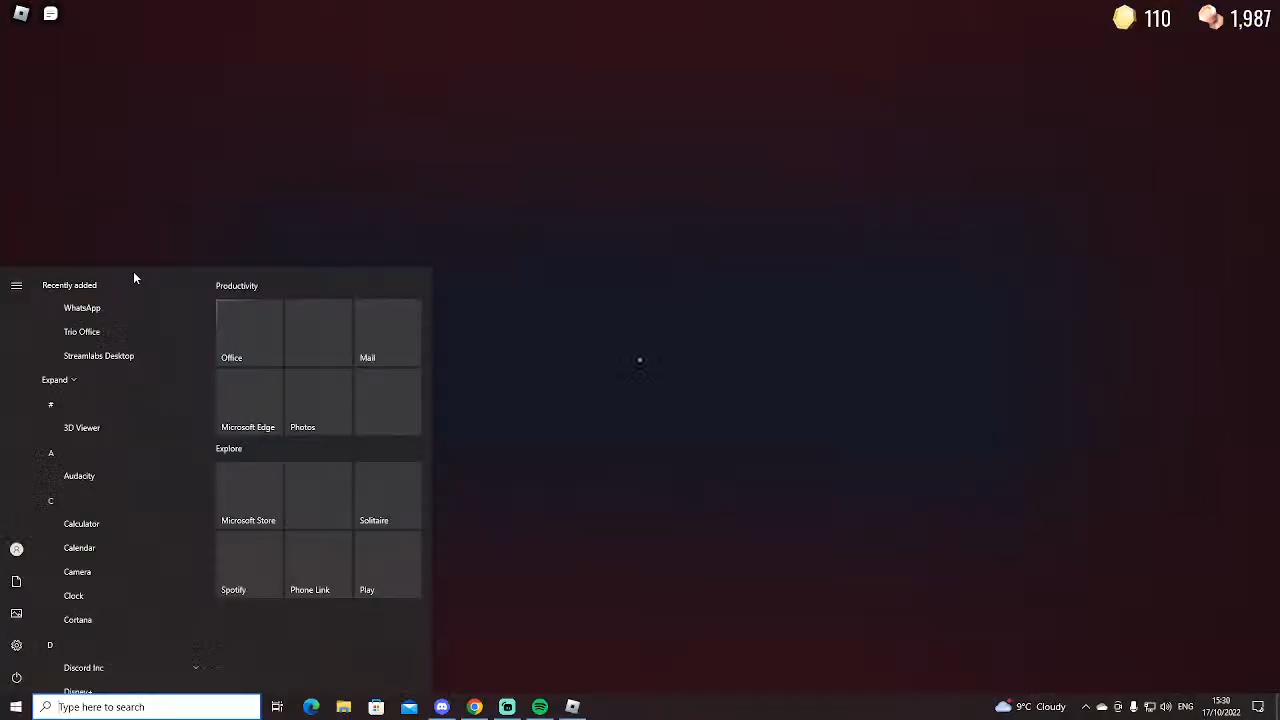 110 1,987
Recently added
WhatsApp
Trio Office
Streamlabs Desktop
Expand
#
3D Viewer
A
Audacity
C
Calculator
Calendar
Camera
Clock
Cortana
D
Discord Inc
Disney+
Productivity
Office
Mail
Microsoft Edge
Photos
Explore
Microsoft Store
Solitaire
Spotify
Phone Link
Play
Type here to search
9°C Cloudy
ENG
15:30
17/10/2022